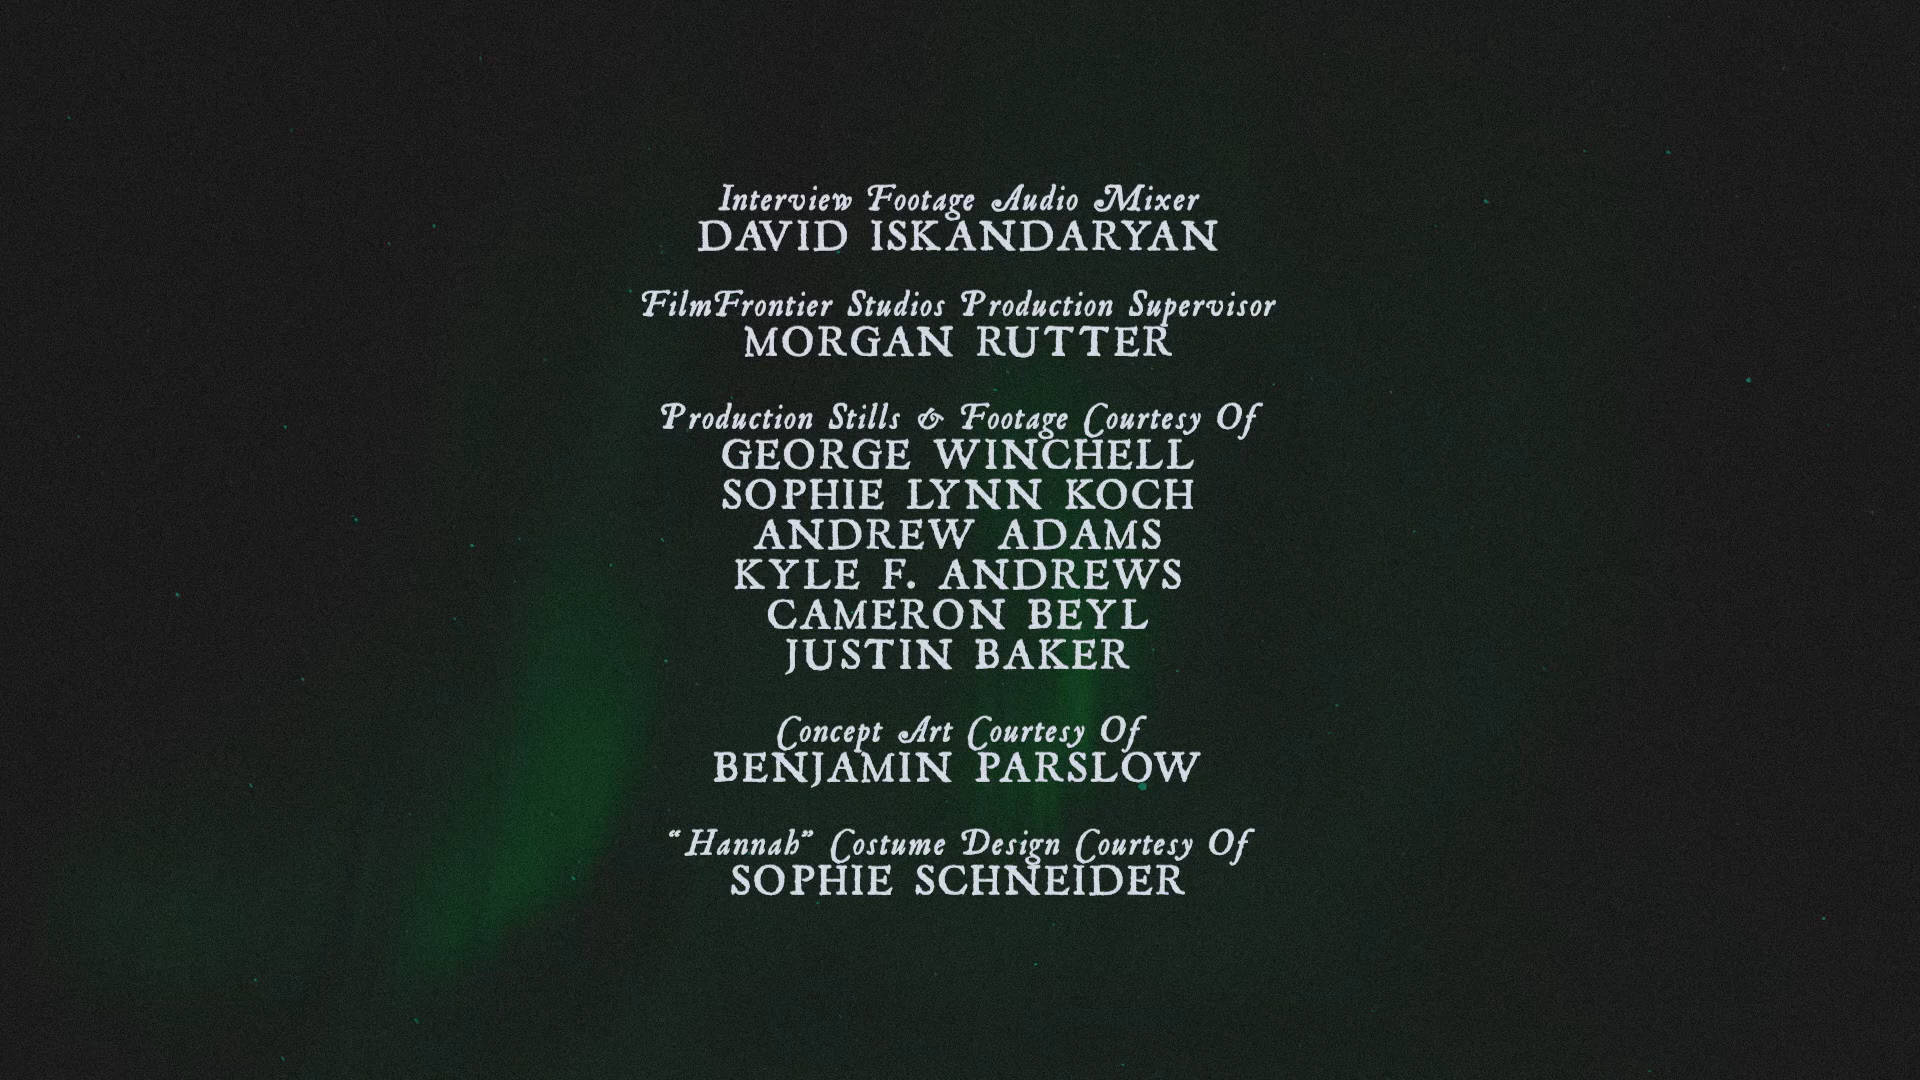 Interview Footage Audio Mixer
DAVID ISKANDARYAN
FilmFrontier Studios Production Supervisor
MORGAN RUTTER
Production Stills & Footage Courtesy Of
GEORGE WINCHELL
SOPHIE LYNN KOCH
ANDREW ADAMS
KYLE F. ANDREWS
CAMERON BEYL
JUSTIN BAKER
Concept Art Courtesy Of
BENJAMIN PARSLOW
“Hannah” Costume Design Courtesy Of
SOPHIE SCHNEIDER